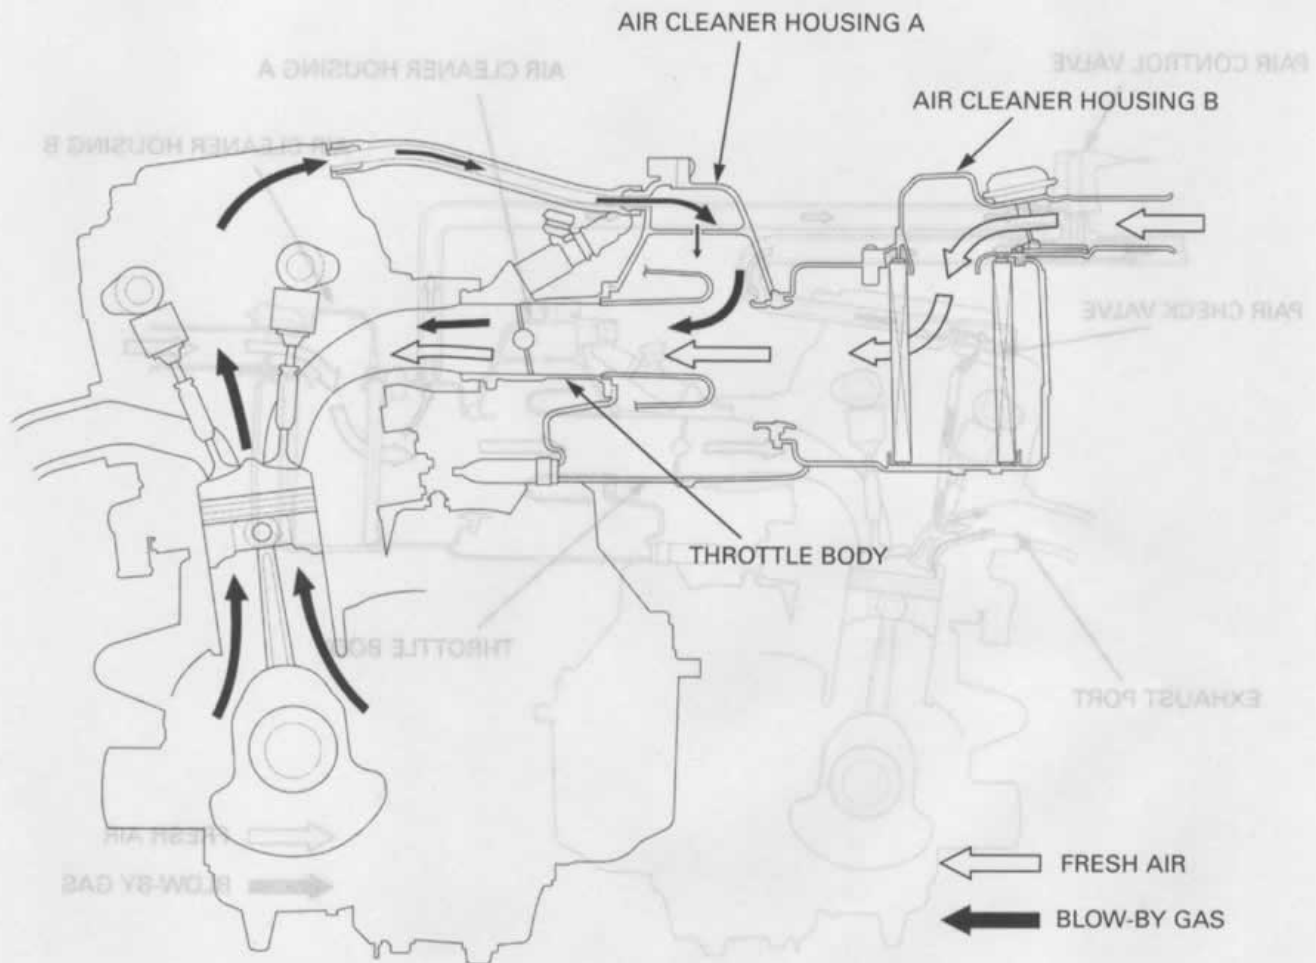 AIR CLEANER HOUSING A
PAIR CONTROL VALVE
AIR CLEANER HOUSING A
AIR CLEANER HOUSING B
AIR CLEANER HOUSING B
PAIR CHECK VALVE
THROTTLE BODY
THROTTLE BODY
EXHAUST PORT
FRESH AIR
FRESH AIR
BLOW-BY GAS
BLOW-BY GAS